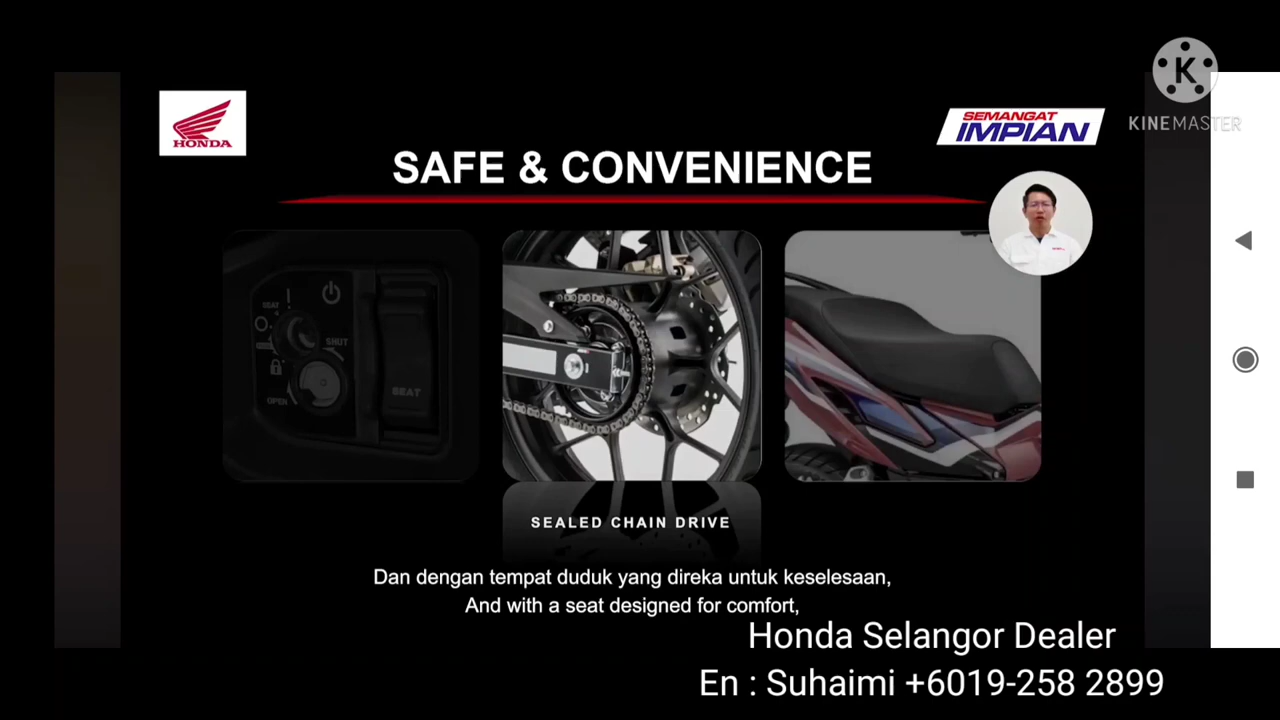 HONDA
SEMANGAT
IMPIAN
KINEMASTER
SAFE & CONVENIENCE
SEAT
SHUT
OPEN
SEAT
SEALED CHAIN DRIVE
Dan dengan tempat duduk yang direka untuk keselesaan,
And with a seat designed for comfort,
Honda Selangor Dealer
En : Suhaimi +6019-258 2899